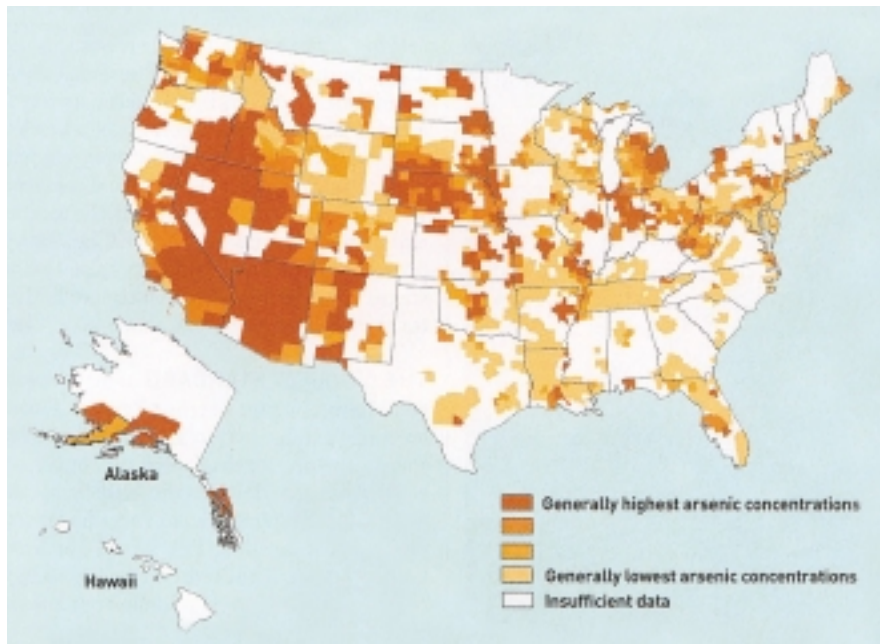 Alaska
Hawaii
Generally highest arsenic concentrations
Generally lowest arsenic concentrations
Insufficient data